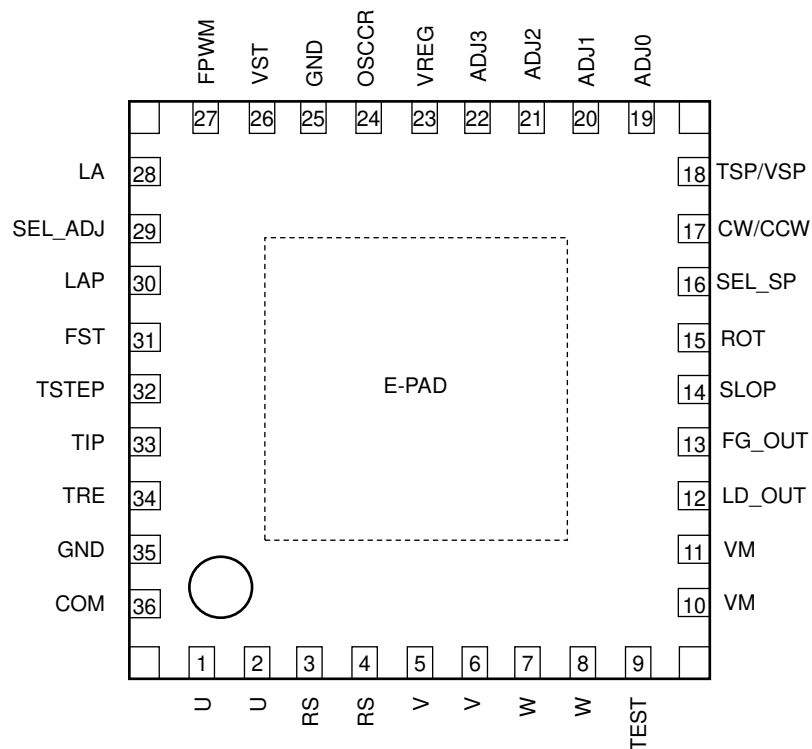 FPWM VST GND OSCCR VREG ADJ3 ADJ2 ADJ1 ADJ0
27 26 25 24 23 22 21 20 19
LA 28 18 TSP/VSP
SEL_ADJ 29 17 CW/CCW
LAP 30 16 SEL_SP
FST 31 15 ROT
TSTEP 32 E-PAD 14 SLOP
TIP 33 13 FG_OUT
TRE 34 12 LD_OUT
GND 35 11 VM
COM 36 10 VM
1 2 3 4 5 6 7 8 9
U U RS RS V V W W TEST